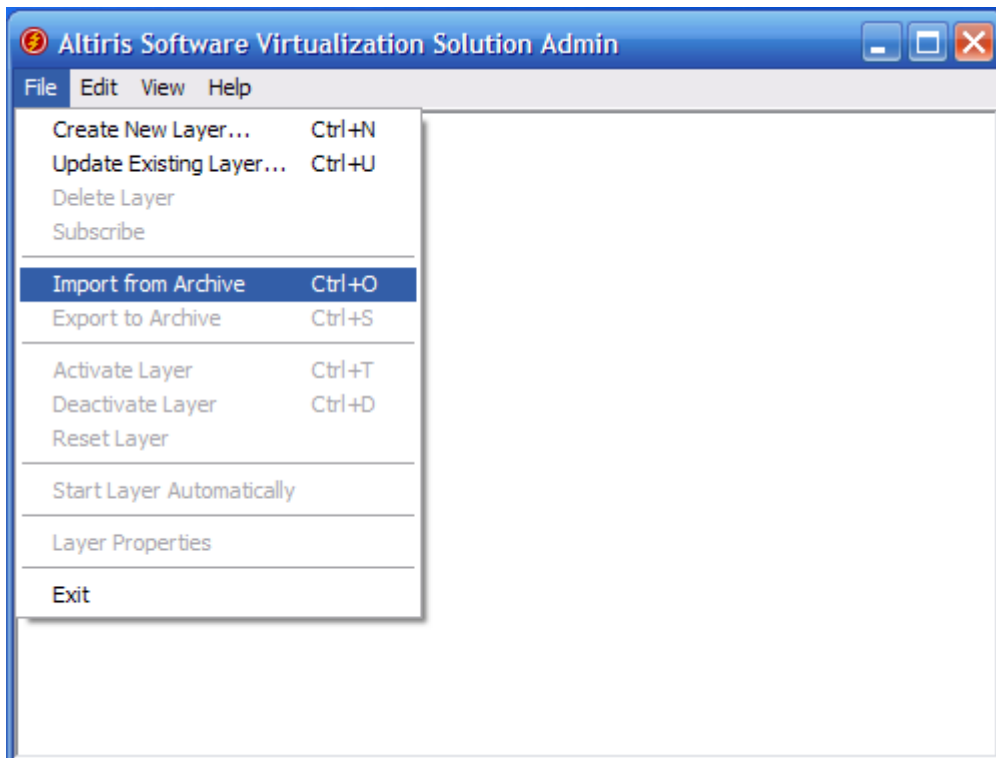 Altiris Software Virtualization Solution Admin
File Edit View Help
Create New Layer... Ctrl+N
Update Existing Layer... Ctrl+U
Delete Layer
Subscribe
Import from Archive Ctrl+O
Export to Archive Ctrl+S
Activate Layer Ctrl+T
Deactivate Layer Ctrl+D
Reset Layer
Start Layer Automatically
Layer Properties
Exit